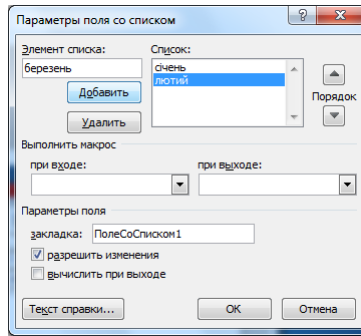 Параметры поля со списком
Элемент списка:
Список:
березень
січень
лютий
Добавить
Удалить
Порядок
Выполнить макрос
при входе:
при выходе:
Параметры поля
закладка:
ПолеСоСписком1
разрешить изменения
вычислить при выходе
Текст справки...
ОК
Отмена